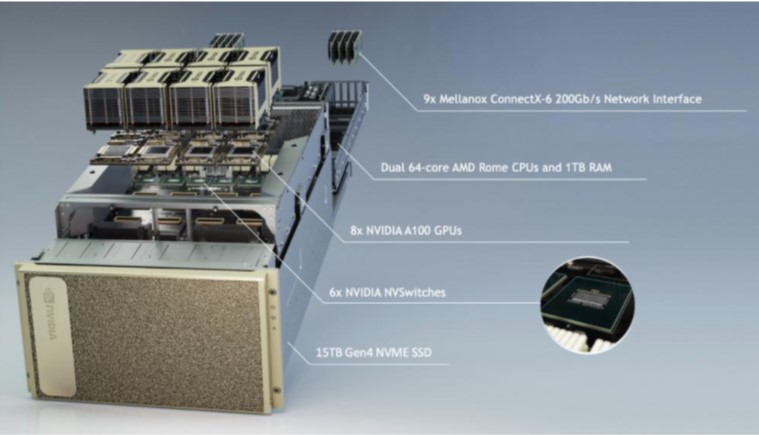 9x Mellanox ConnectX-6 200Gb/s Network Interface
Dual 64-core AMD Rome CPUs and 1TB RAM
8x NVIDIA A100 GPUs
6x NVIDIA NVSwitches
15TB Gen4 NVME SSD
NVIDIA